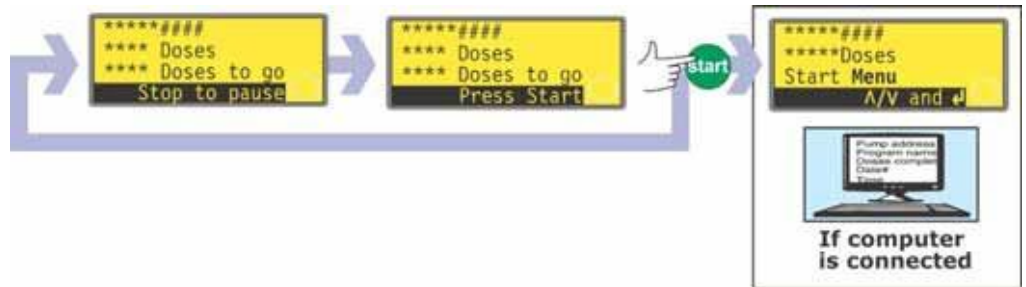 *****####
**** Doses
**** Doses to go
Stop to pause
*****####
**** Doses
**** Doses to go
Press Start
start
*****####
*****Doses
Start Menu
Λ/V and ↲
Pump address
Program name
Doses complet
Date#
Time
If computer
is connected